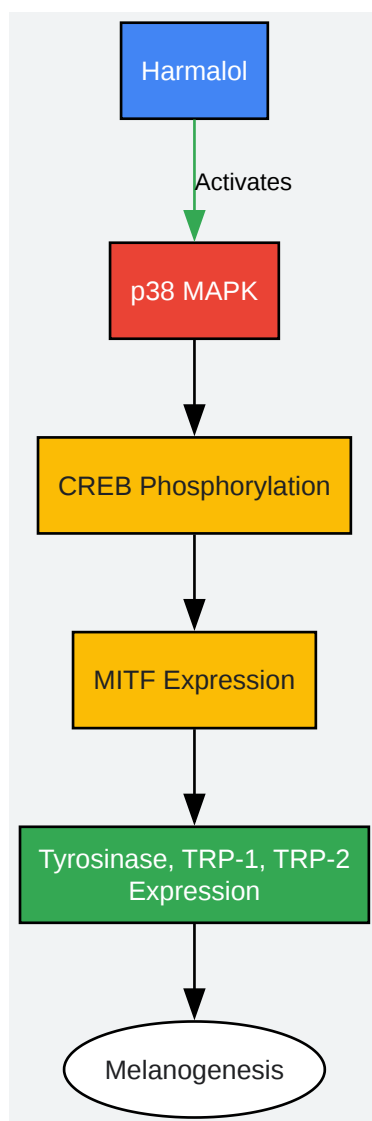 Harmalol
Activates
p38 MAPK
CREB Phosphorylation
MITF Expression
Tyrosinase, TRP-1, TRP-2
Expression
Melanogenesis